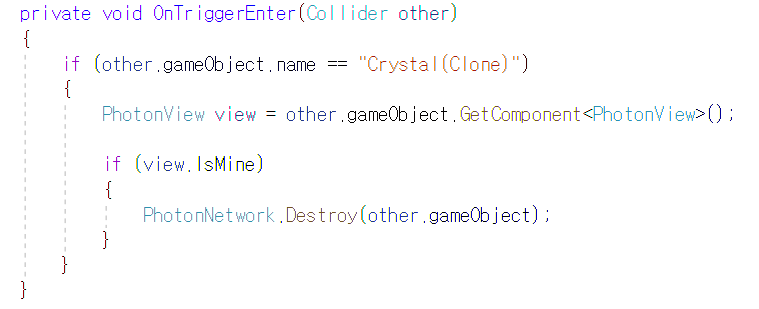 private void OnTriggerEnter(Collider other)
{
if (other.gameObject.name == "Crystal(Clone)")
{
PhotonView view = other.gameObject.GetComponent<PhotonView>();
if (view.IsMine)
{
PhotonNetwork.Destroy(other.gameObject);
}
}
}